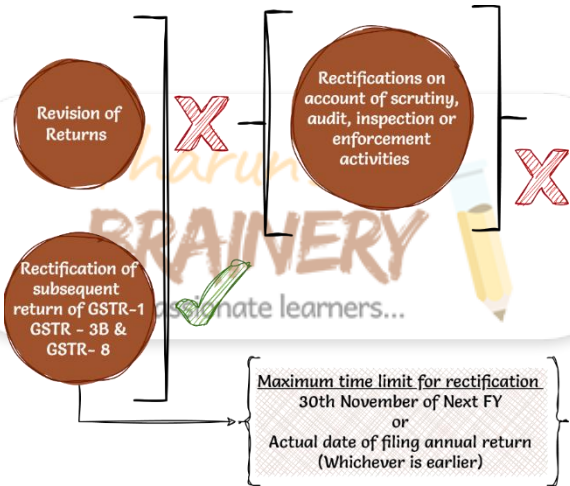 Revision of
Returns
X
Rectifications on
account of scrutiny,
audit, inspection or
enforcement
activities
X
BRAINERY
Rectification of
subsequent
return of GSTR-1
GSTR - 3B &
GSTR- 8
learners...
Maximum time limit for rectification
30th November of Next FY
or
Actual date of filing annual return
(Whichever is earlier)